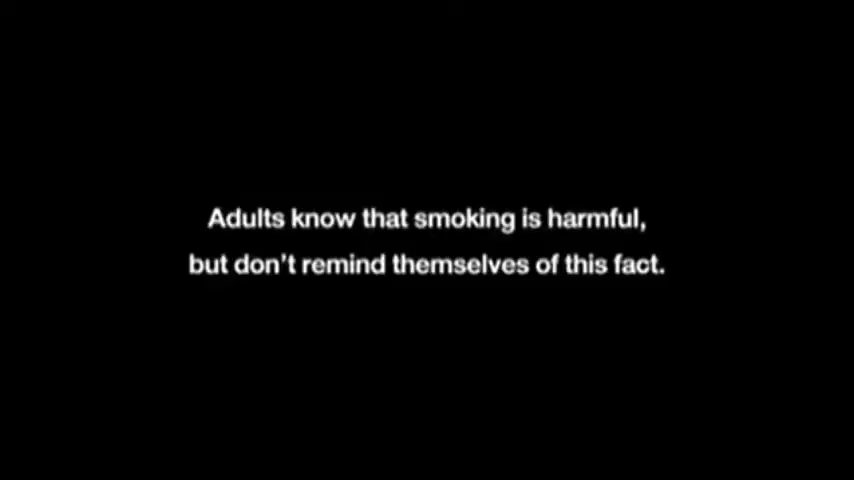 Adults know that smoking is harmful,
but don't remind themselves of this fact.